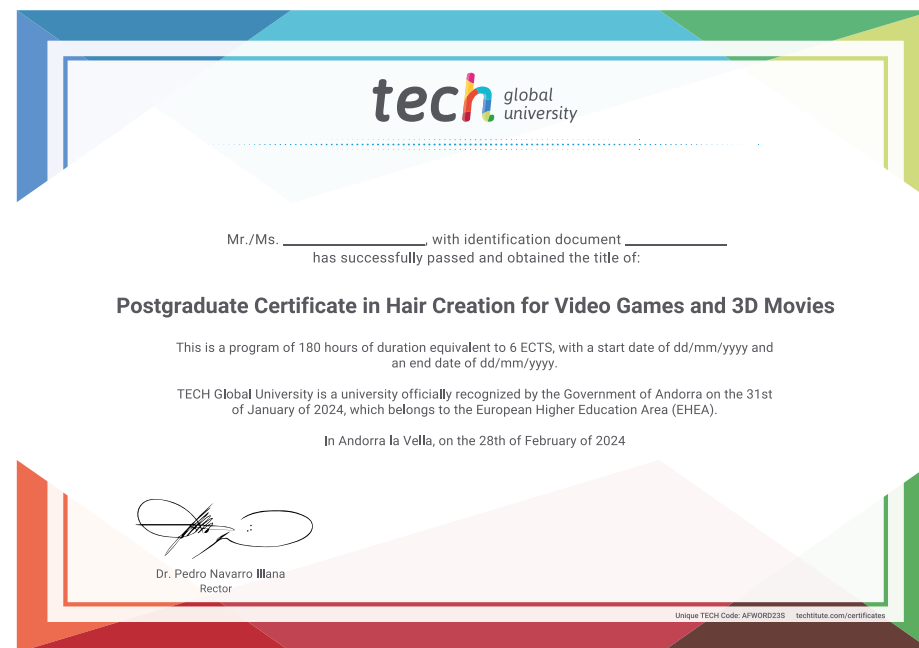 tech global
university
Mr./Ms. ____________, with identification document ____________
has successfully passed and obtained the title of:
Postgraduate Certificate in Hair Creation for Video Games and 3D Movies
This is a program of 180 hours of duration equivalent to 6 ECTS, with a start date of dd/mm/yyyy and
an end date of dd/mm/yyyy.
TECH Global University is a university officially recognized by the Government of Andorra on the 31st
of January of 2024, which belongs to the European Higher Education Area (EHEA).
In Andorra la Vella, on the 28th of February of 2024
Dr. Pedro Navarro Illana
Rector
Unique TECH Code: AFWORD23S techtitute.com/certificates